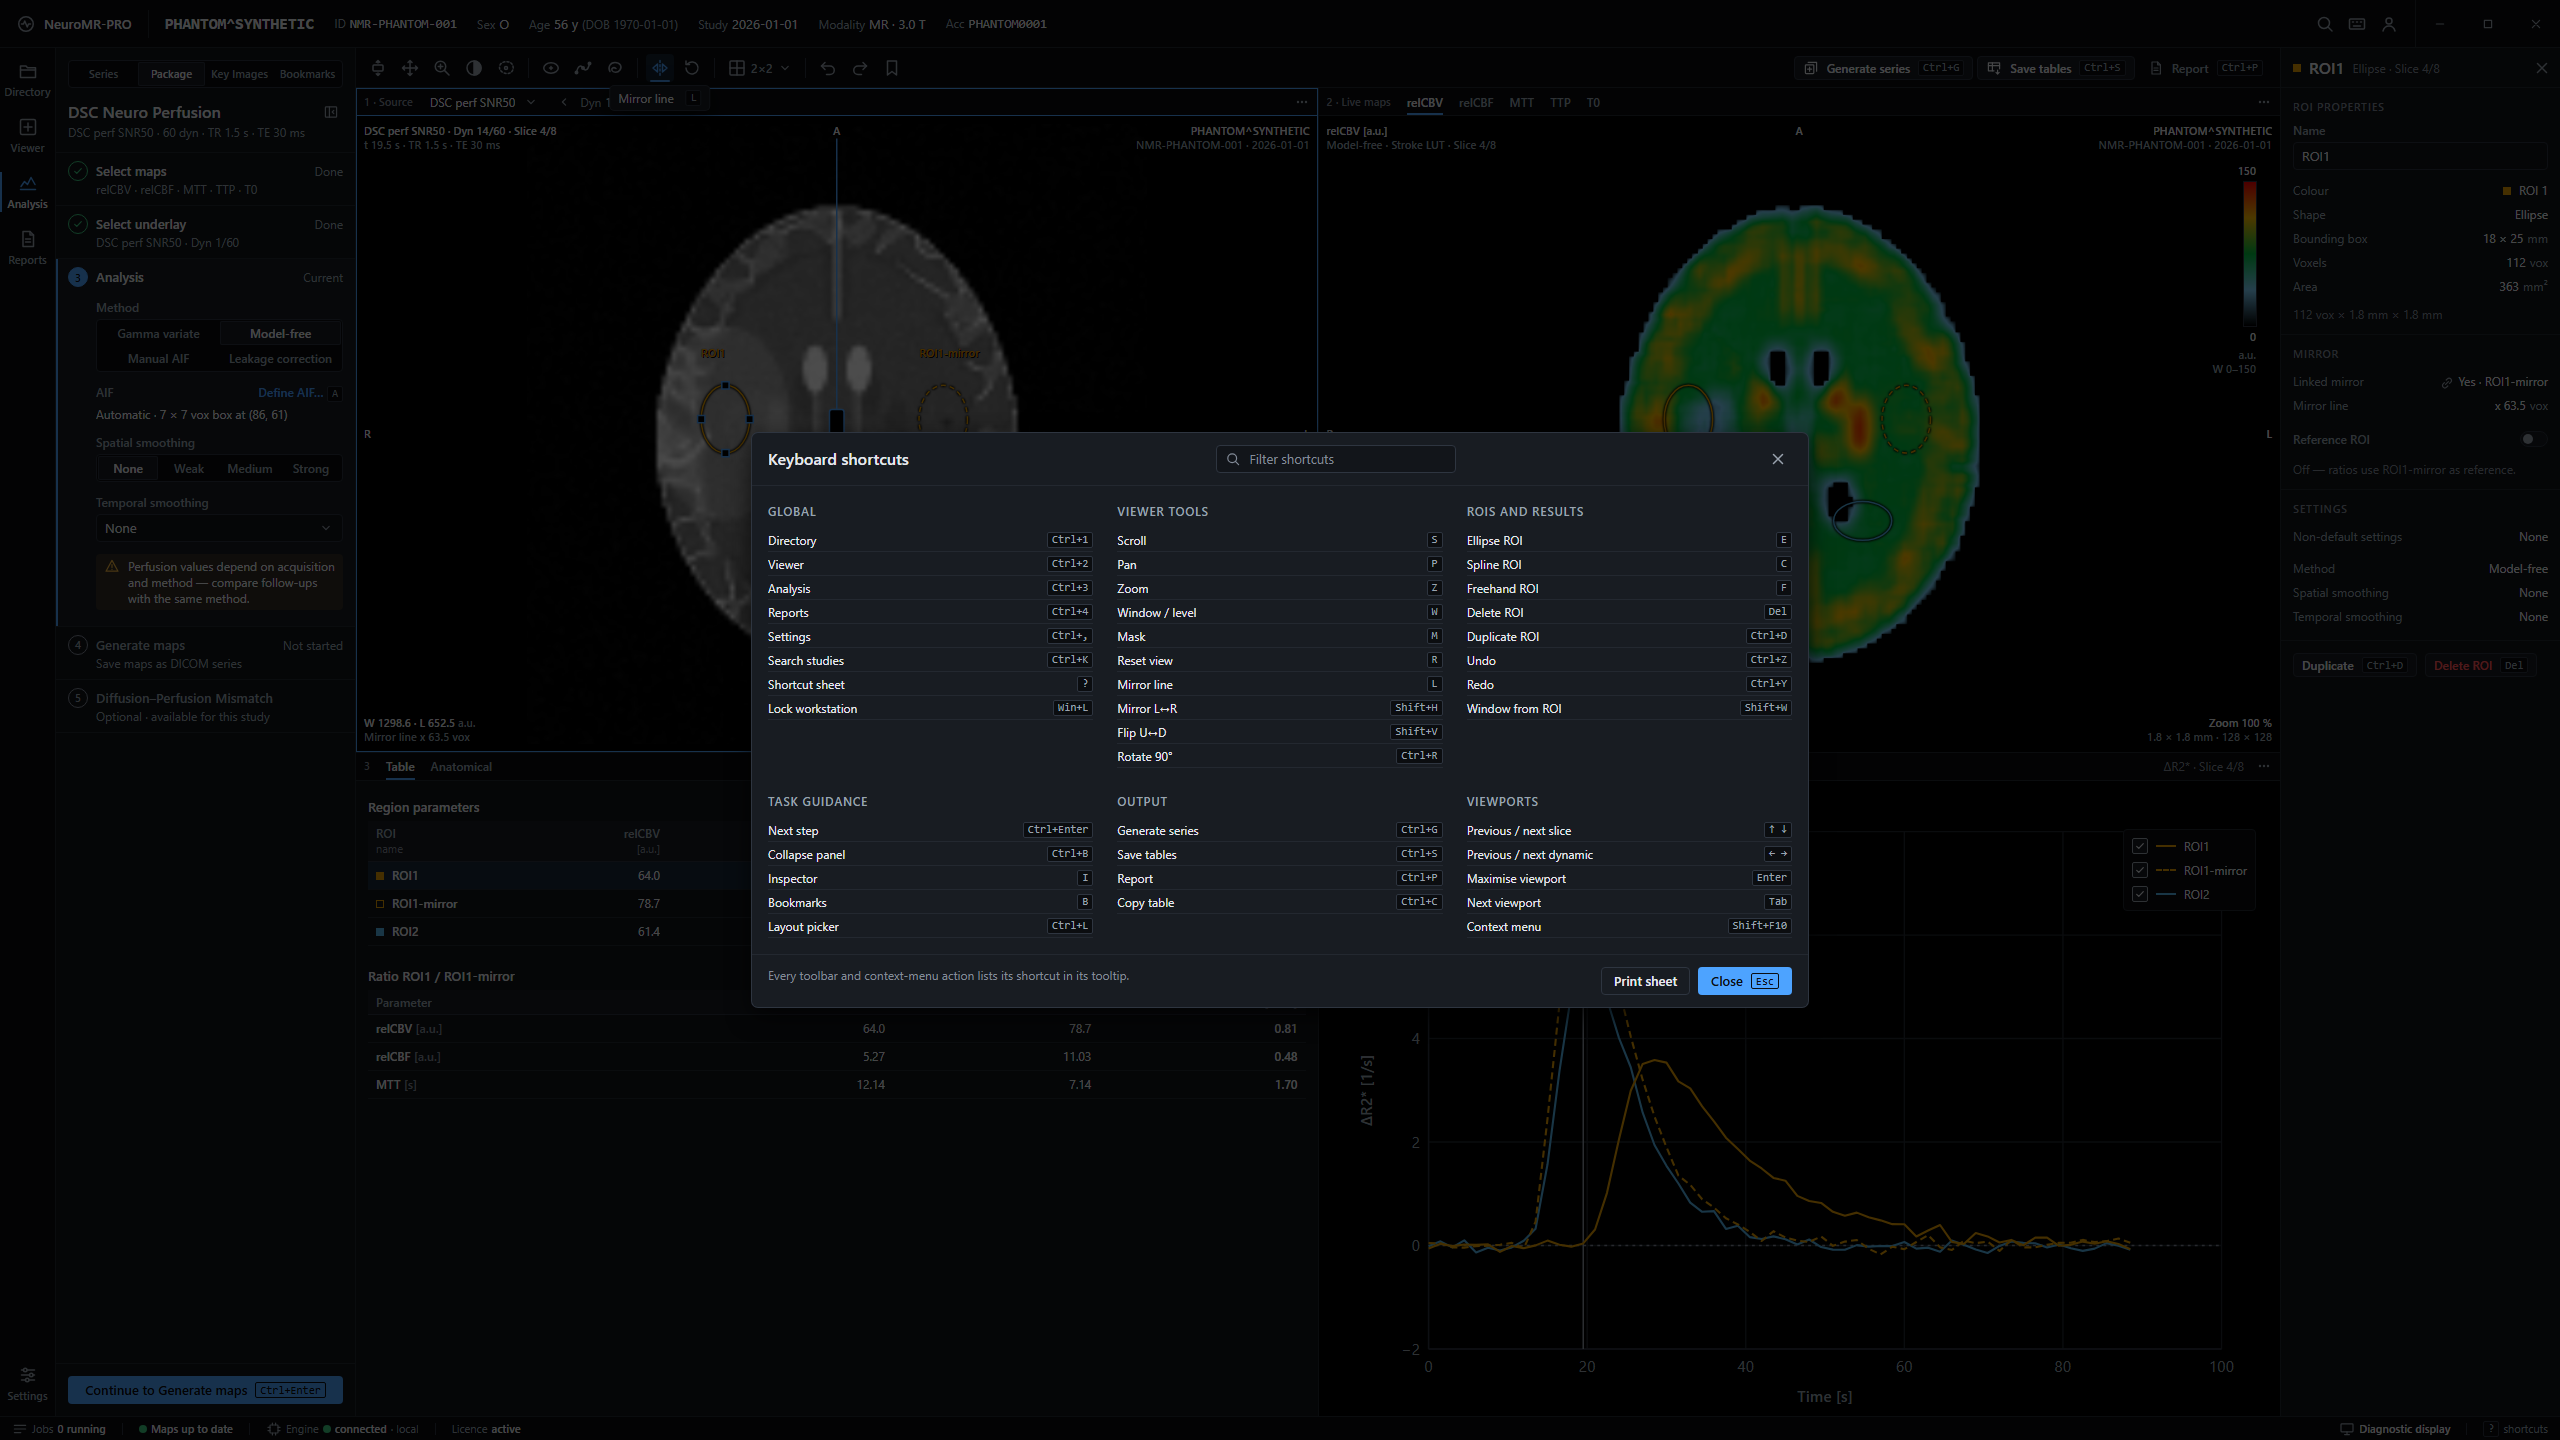 NeuroMR-PRO
PHANTOM^SYNTHETIC
ID NMR-PHANTOM-001 Sex O Age 56 y (DOB 1970-01-01) Study 2026-01-01 Modality MR · 3.0 T Acc PHANTOM0001
Directory
Viewer
Analysis
Reports
Settings
Series Package Key Images Bookmarks
DSC Neuro Perfusion
DSC perf SNR50 · 60 dyn · TR 1.5 s · TE 30 ms
Select maps Done
relCBV · relCBF · MTT · TTP · T0
Select underlay Done
DSC perf SNR50 · Dyn 1/60
3 Analysis Current
Method
Gamma variate Model-free
Manual AIF Leakage correction
AIF Define AIF... A
Automatic · 7 × 7 vox box at (86, 61)
Spatial smoothing
None Weak Medium Strong
Temporal smoothing
None
Perfusion values depend on acquisition
and method — compare follow-ups
with the same method.
4 Generate maps Not started
Save maps as DICOM series
5 Diffusion–Perfusion Mismatch
Optional · available for this study
Continue to Generate maps Ctrl+Enter
2×2
Generate series Ctrl+G Save tables Ctrl+S Report Ctrl+P
Mirror line L
1 · Source DSC perf SNR50 Dyn 1
DSC perf SNR50 · Dyn 14/60 · Slice 4/8
t 19.5 s · TR 1.5 s · TE 30 ms
A
PHANTOM^SYNTHETIC
NMR-PHANTOM-001 · 2026-01-01
ROI1
ROI1-mirror
R
W 1298.6 · L 652.5 a.u.
Mirror line x 63.5 vox
2 · Live maps relCBV relCBF MTT TTP T0
relCBV [a.u.]
Model-free · Stroke LUT · Slice 4/8
A
PHANTOM^SYNTHETIC
NMR-PHANTOM-001 · 2026-01-01
150
0
a.u.
W 0–150
L
Zoom 100 %
1.8 × 1.8 mm · 128 × 128
3 Table Anatomical
Region parameters
ROI relCBV
name [a.u.]
ROI1 64.0
ROI1-mirror 78.7
ROI2 61.4
Ratio ROI1 / ROI1-mirror
Parameter
relCBV [a.u.] 64.0 78.7 0.81
relCBF [a.u.] 5.27 11.03 0.48
MTT [s] 12.14 7.14 1.70
ΔR2* · Slice 4/8
ROI1
ROI1-mirror
ROI2
ΔR2* [1/s]
4
2
0
−2
0 20 40 60 80 100
Time [s]
ROI1 Ellipse · Slice 4/8
ROI PROPERTIES
Name
ROI1
Colour ROI 1
Shape Ellipse
Bounding box 18 × 25 mm
Voxels 112 vox
Area 363 mm²
112 vox × 1.8 mm × 1.8 mm
MIRROR
Linked mirror Yes · ROI1-mirror
Mirror line x 63.5 vox
Reference ROI
Off — ratios use ROI1-mirror as reference.
SETTINGS
Non-default settings None
Method Model-free
Spatial smoothing None
Temporal smoothing None
Duplicate Ctrl+D Delete ROI Del
Keyboard shortcuts
Filter shortcuts
GLOBAL
Directory Ctrl+1
Viewer Ctrl+2
Analysis Ctrl+3
Reports Ctrl+4
Settings Ctrl+,
Search studies Ctrl+K
Shortcut sheet ?
Lock workstation Win+L
VIEWER TOOLS
Scroll S
Pan P
Zoom Z
Window / level W
Mask M
Reset view R
Mirror line L
Mirror L↔R Shift+H
Flip U↔D Shift+V
Rotate 90° Ctrl+R
ROIS AND RESULTS
Ellipse ROI E
Spline ROI C
Freehand ROI F
Delete ROI Del
Duplicate ROI Ctrl+D
Undo Ctrl+Z
Redo Ctrl+Y
Window from ROI Shift+W
TASK GUIDANCE
Next step Ctrl+Enter
Collapse panel Ctrl+B
Inspector I
Bookmarks B
Layout picker Ctrl+L
OUTPUT
Generate series Ctrl+G
Save tables Ctrl+S
Report Ctrl+P
Copy table Ctrl+C
VIEWPORTS
Previous / next slice ↑ ↓
Previous / next dynamic ← →
Maximise viewport Enter
Next viewport Tab
Context menu Shift+F10
Every toolbar and context-menu action lists its shortcut in its tooltip.
Print sheet
Close Esc
Jobs 0 running Maps up to date Engine connected · local Licence active
Diagnostic display ? shortcuts